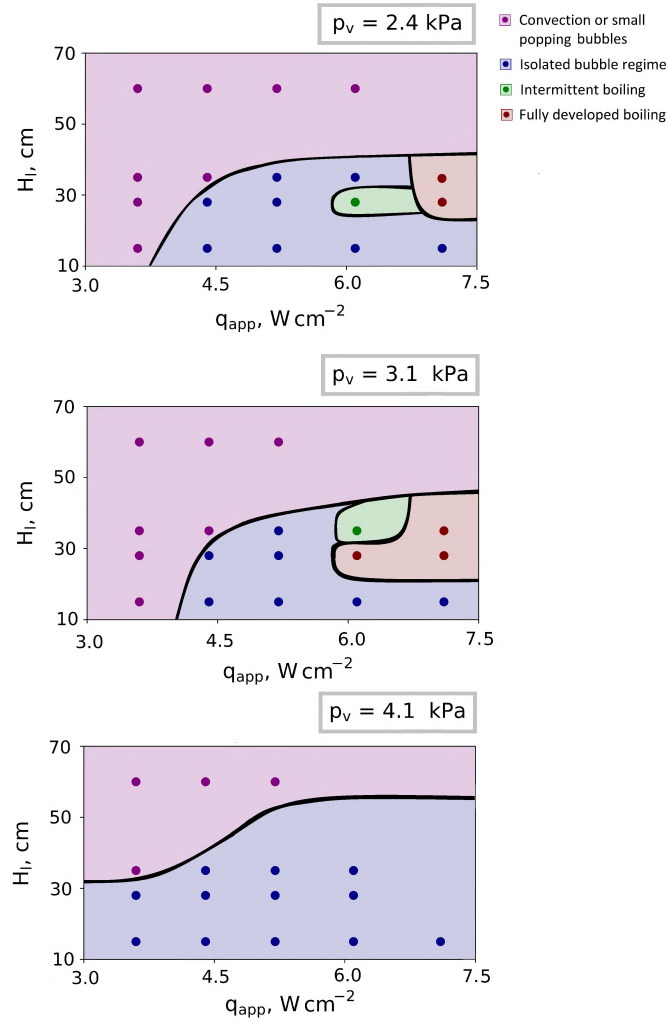 pv = 2.4 kPa
Convection or small
popping bubbles
Isolated bubble regime
Intermittent boiling
Fully developed boiling
70
50
30
10
Hl, cm
3.0 4.5 6.0 7.5
qapp, W cm−2
pv = 3.1 kPa
70
50
30
10
Hl, cm
3.0 4.5 6.0 7.5
qapp, W cm−2
pv = 4.1 kPa
70
50
30
10
Hl, cm
3.0 4.5 6.0 7.5
qapp, W cm−2